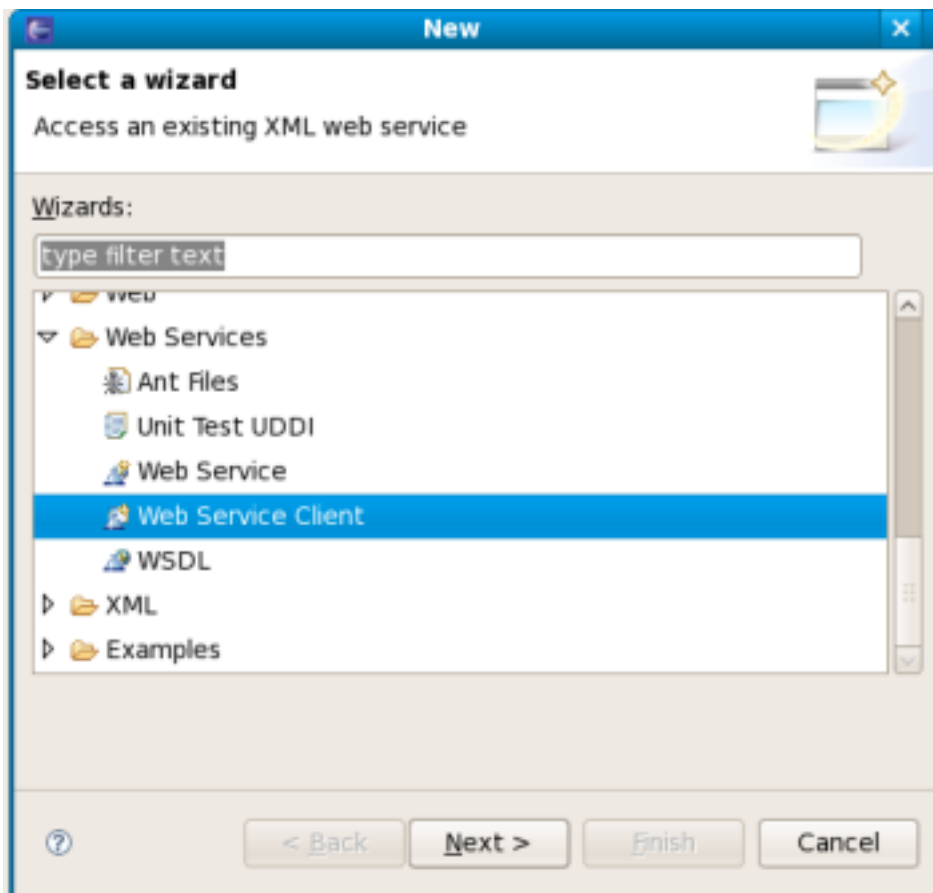 New
Select a wizard
Access an existing XML web service
Wizards:
type filter text
Web
Web Services
Ant Files
Unit Test UDDI
Web Service
Web Service Client
WSDL
XML
Examples
< Back
Next >
Finish
Cancel